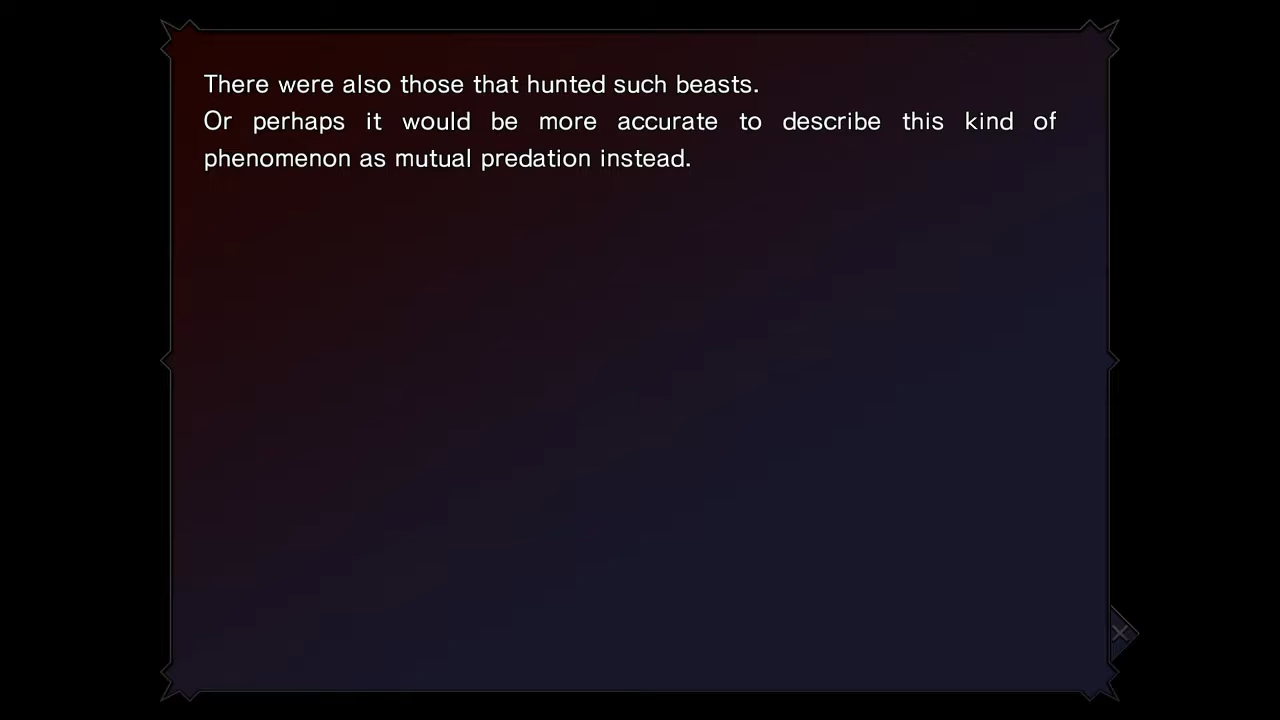 There were also those that hunted such beasts.
Or perhaps it would be more accurate to describe this kind of
phenomenon as mutual predation instead.